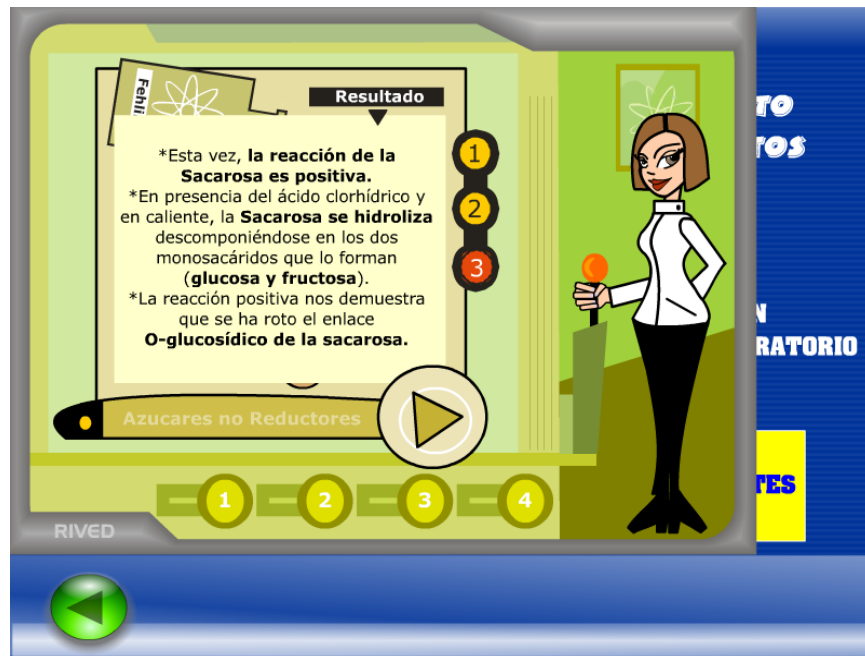 Fehli
Resultado
*Esta vez, la reacción de la
Sacarosa es positiva.
*En presencia del ácido clorhídrico y
en caliente, la Sacarosa se hidroliza
descomponiéndose en los dos
monosacáridos que lo forman
(glucosa y fructosa).
*La reacción positiva nos demuestra
que se ha roto el enlace
O-glucosídico de la sacarosa.
1
2
3
Azucares no Reductores
1 2 3 4
RIVED
TO
TOS
N
RATORIO
TES